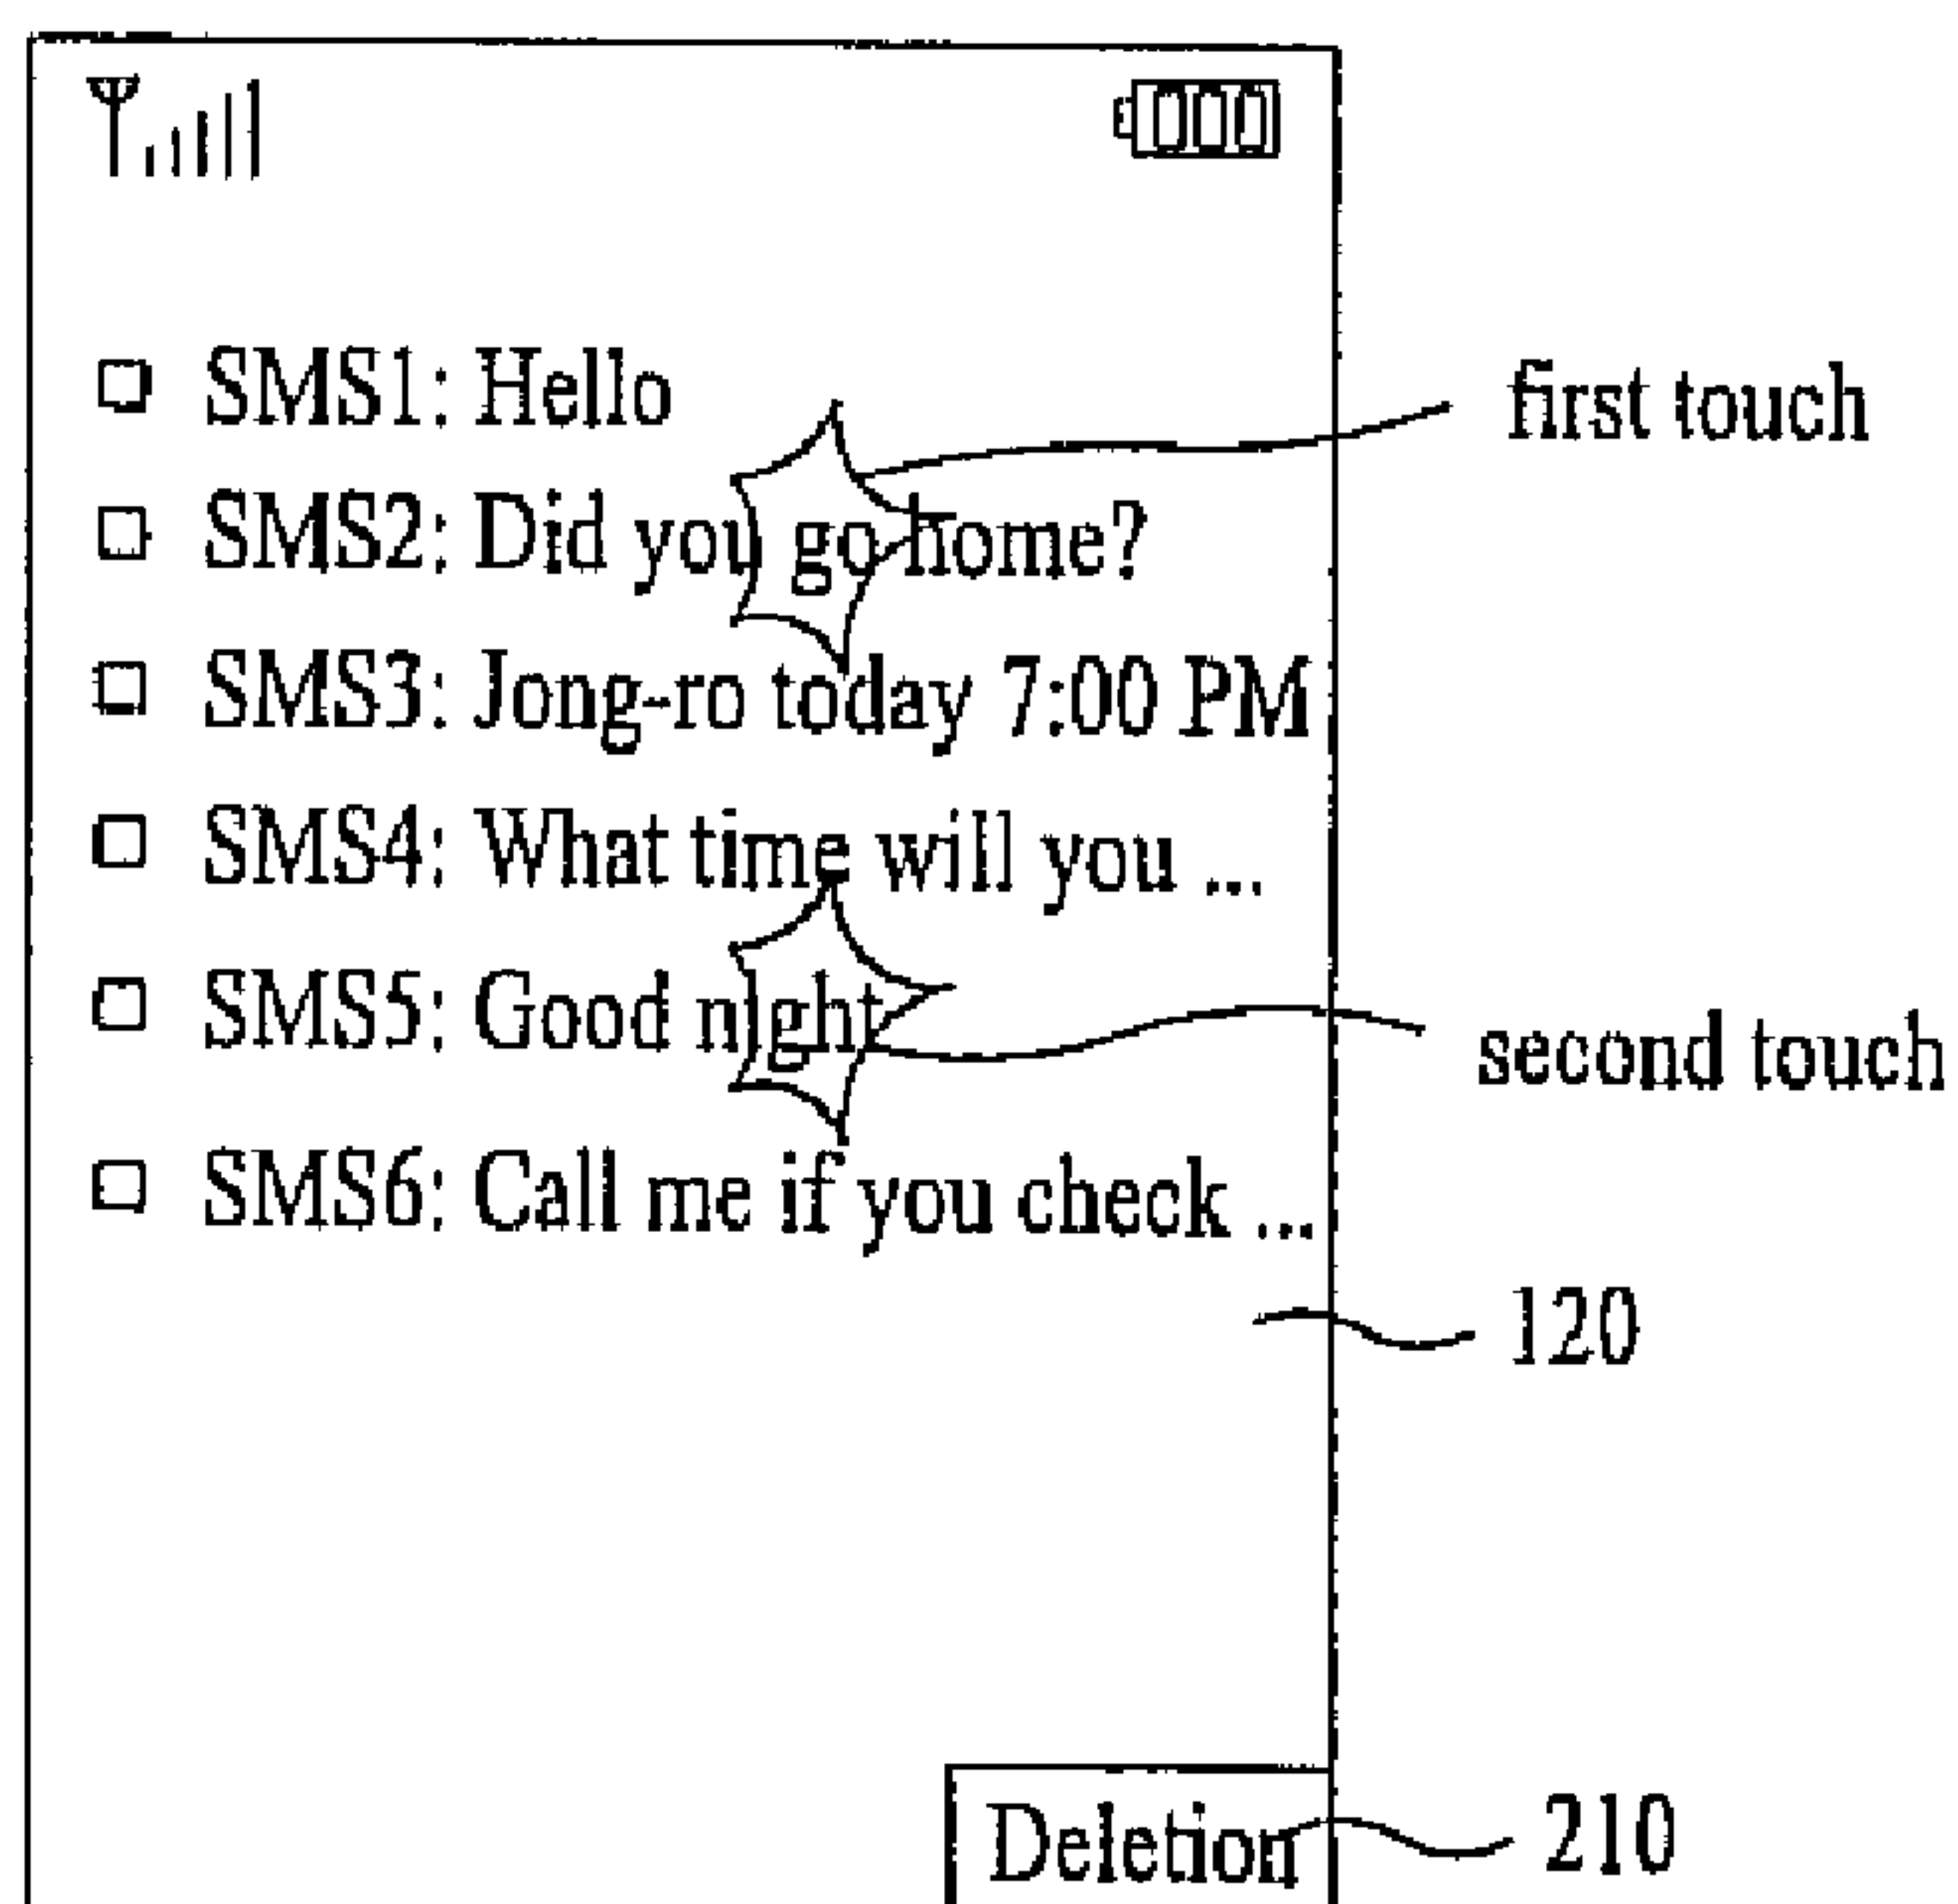 SMS1: Hello
first touch
SMS2: Did you go home?
SMS3: Jong-ro today 7:00 PM
SMS4: What time will you ...
SMS5: Good night
second touch
SMS6: Call me if you check ...
120
Deletion
210